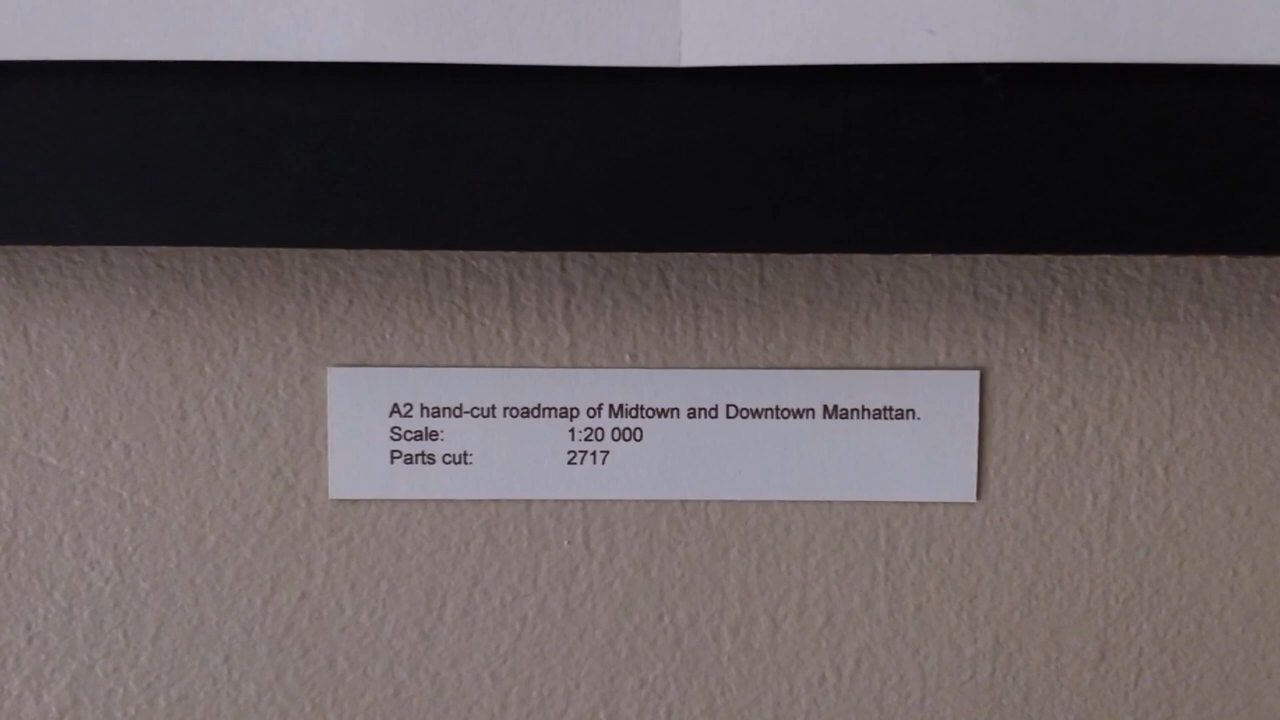 A2 hand-cut roadmap of Midtown and Downtown Manhattan.
Scale: 1:20 000
Parts cut: 2717